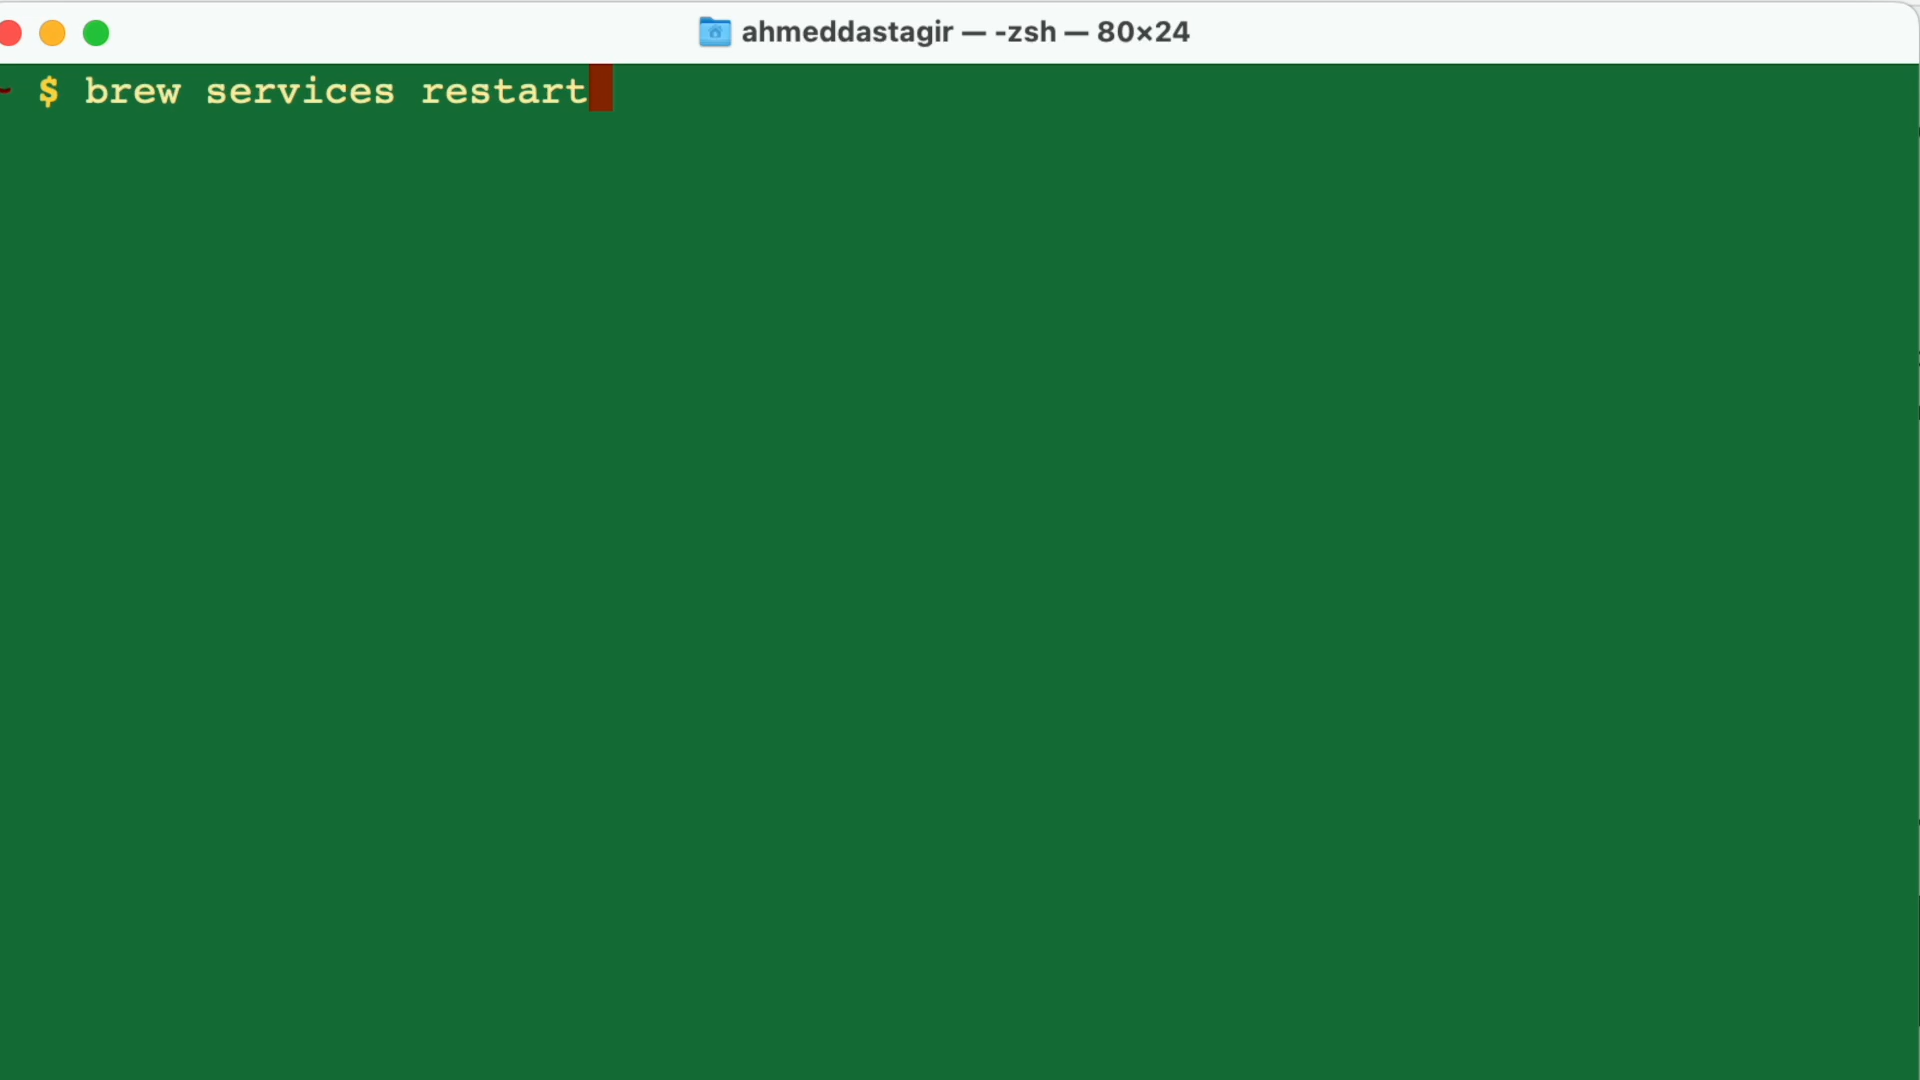 ahmeddastagir — -zsh — 80×24
~ $ brew services restart